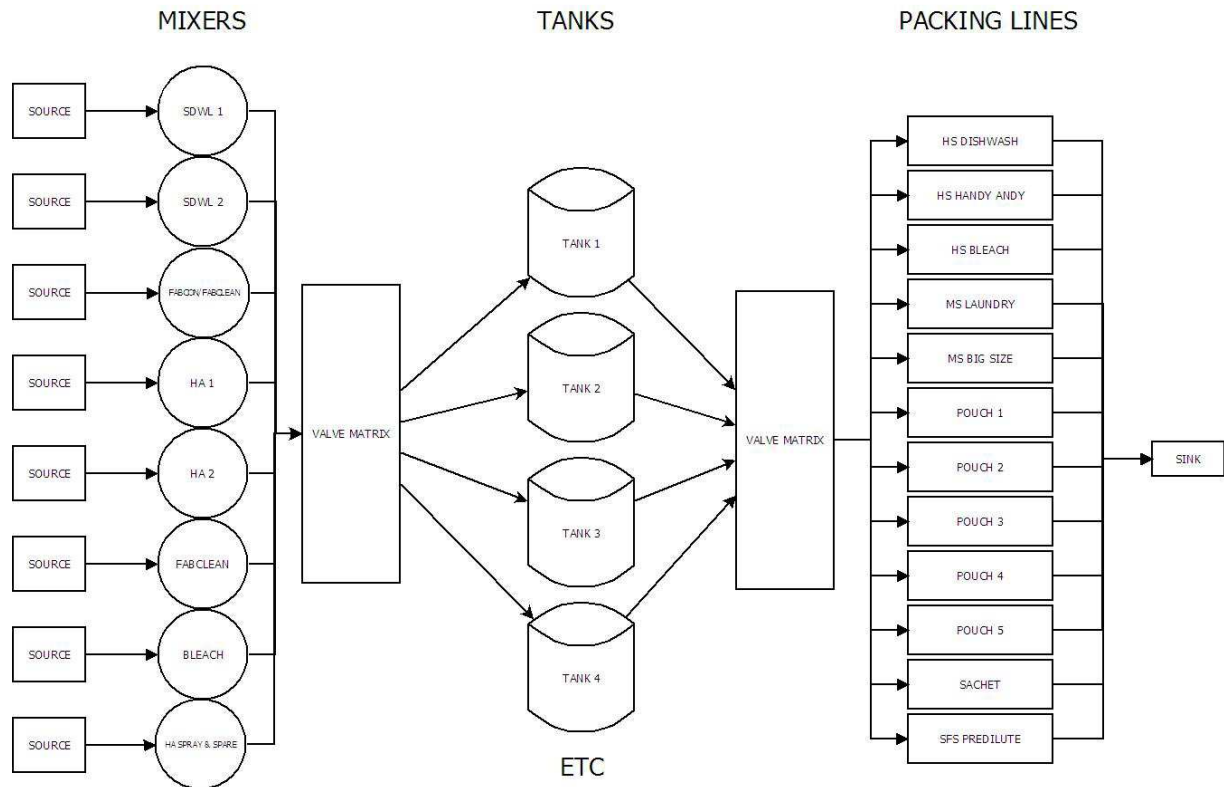 MIXERS
TANKS
PACKING LINES
SOURCE
SDWL 1
SOURCE
SDWL 2
SOURCE
FABCON/FABCLEAN
SOURCE
HA 1
SOURCE
HA 2
SOURCE
FABCLEAN
SOURCE
BLEACH
SOURCE
HA SPRAY & SPARE
VALVE MATRIX
TANK 1
TANK 2
TANK 3
TANK 4
ETC
VALVE MATRIX
HS DISHWASH
HS HANDY ANDY
HS BLEACH
MS LAUNDRY
MS BIG SIZE
POUCH 1
POUCH 2
POUCH 3
POUCH 4
POUCH 5
SACHET
SFS PREDILUTE
SINK